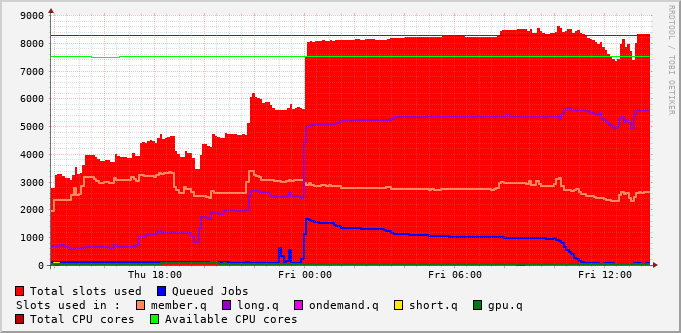 9000
8000
7000
6000
5000
4000
3000
2000
1000
0
Thu 18:00 Fri 00:00 Fri 06:00 Fri 12:00
RRDTOOL / TOBI OETIKER
Total slots used Queued Jobs
Slots used in : member.q long.q ondemand.q short.q gpu.q
Total CPU cores Available CPU cores